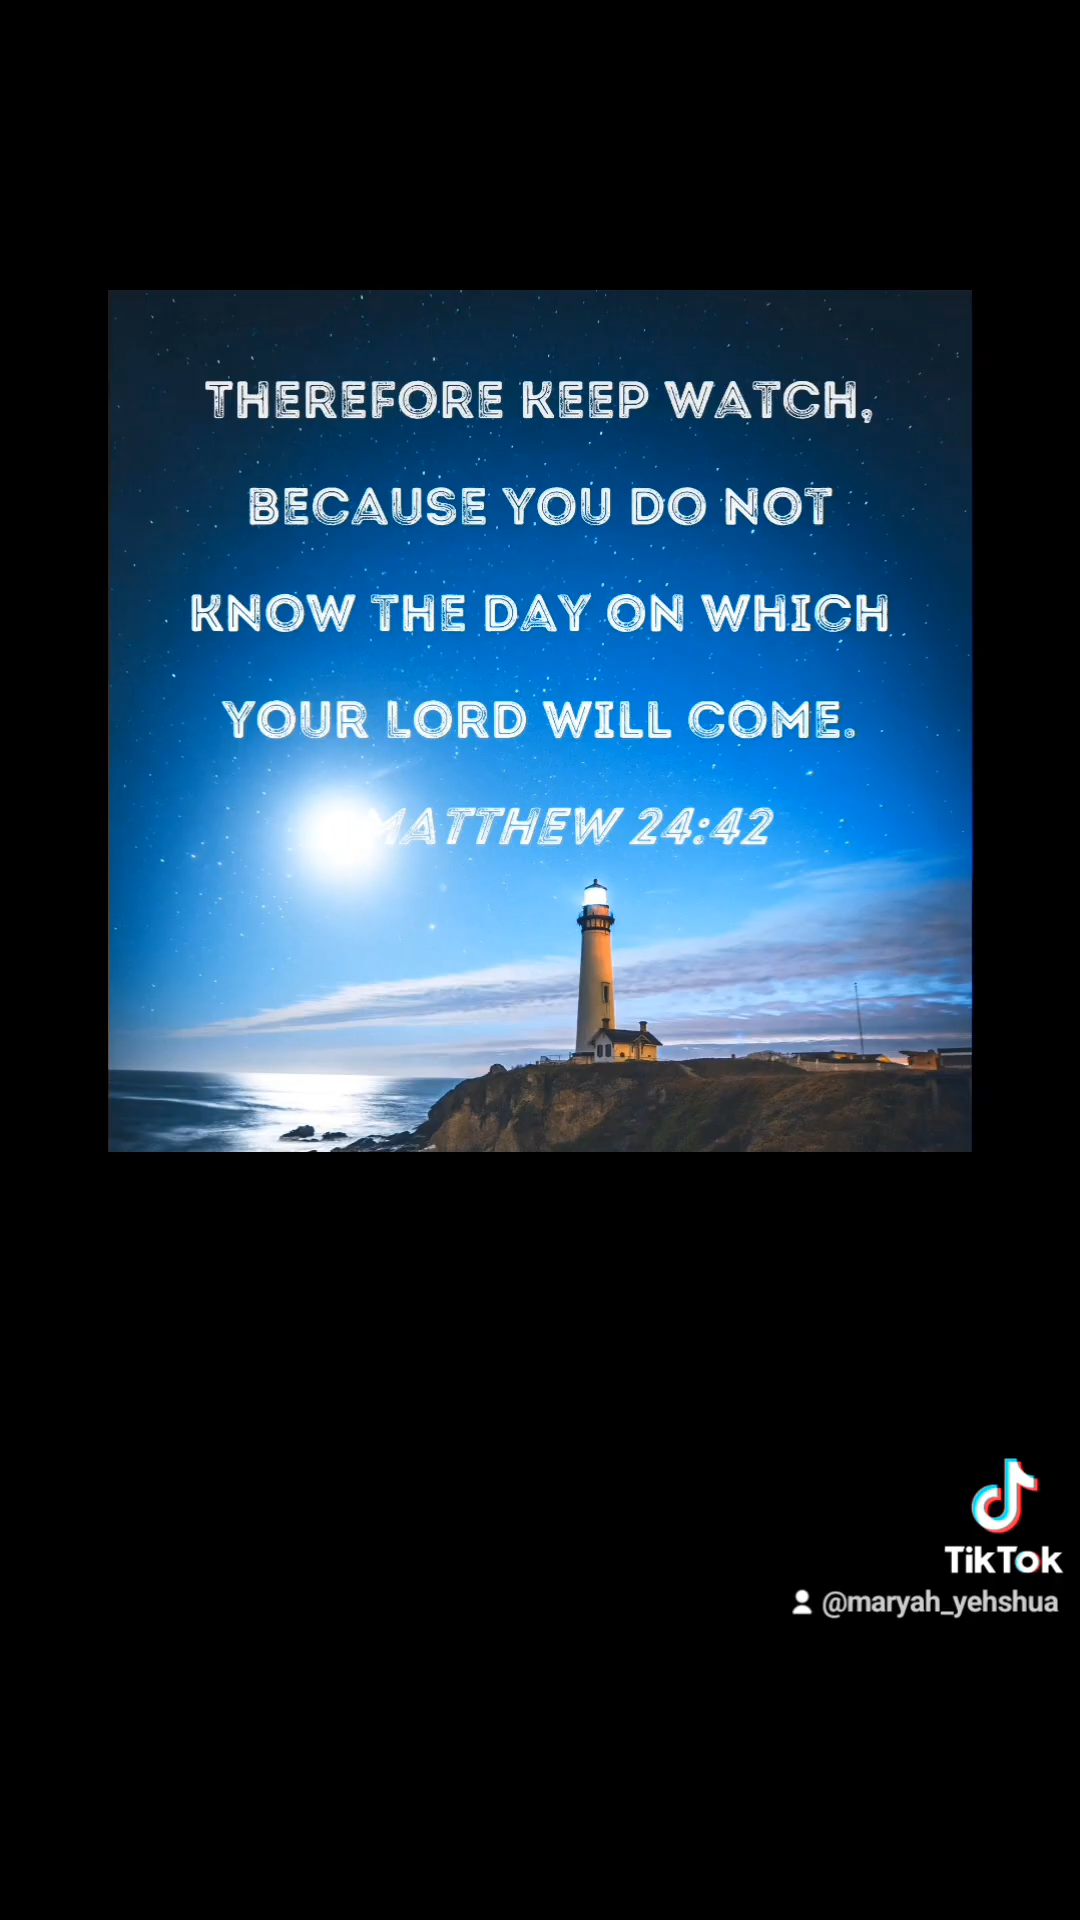 THEREFORE KEEP WATCH,
BECAUSE YOU DO NOT
KNOW THE DAY ON WHICH
YOUR LORD WILL COME.
MATTHEW 24:42
TikTok
@maryah_yehshua